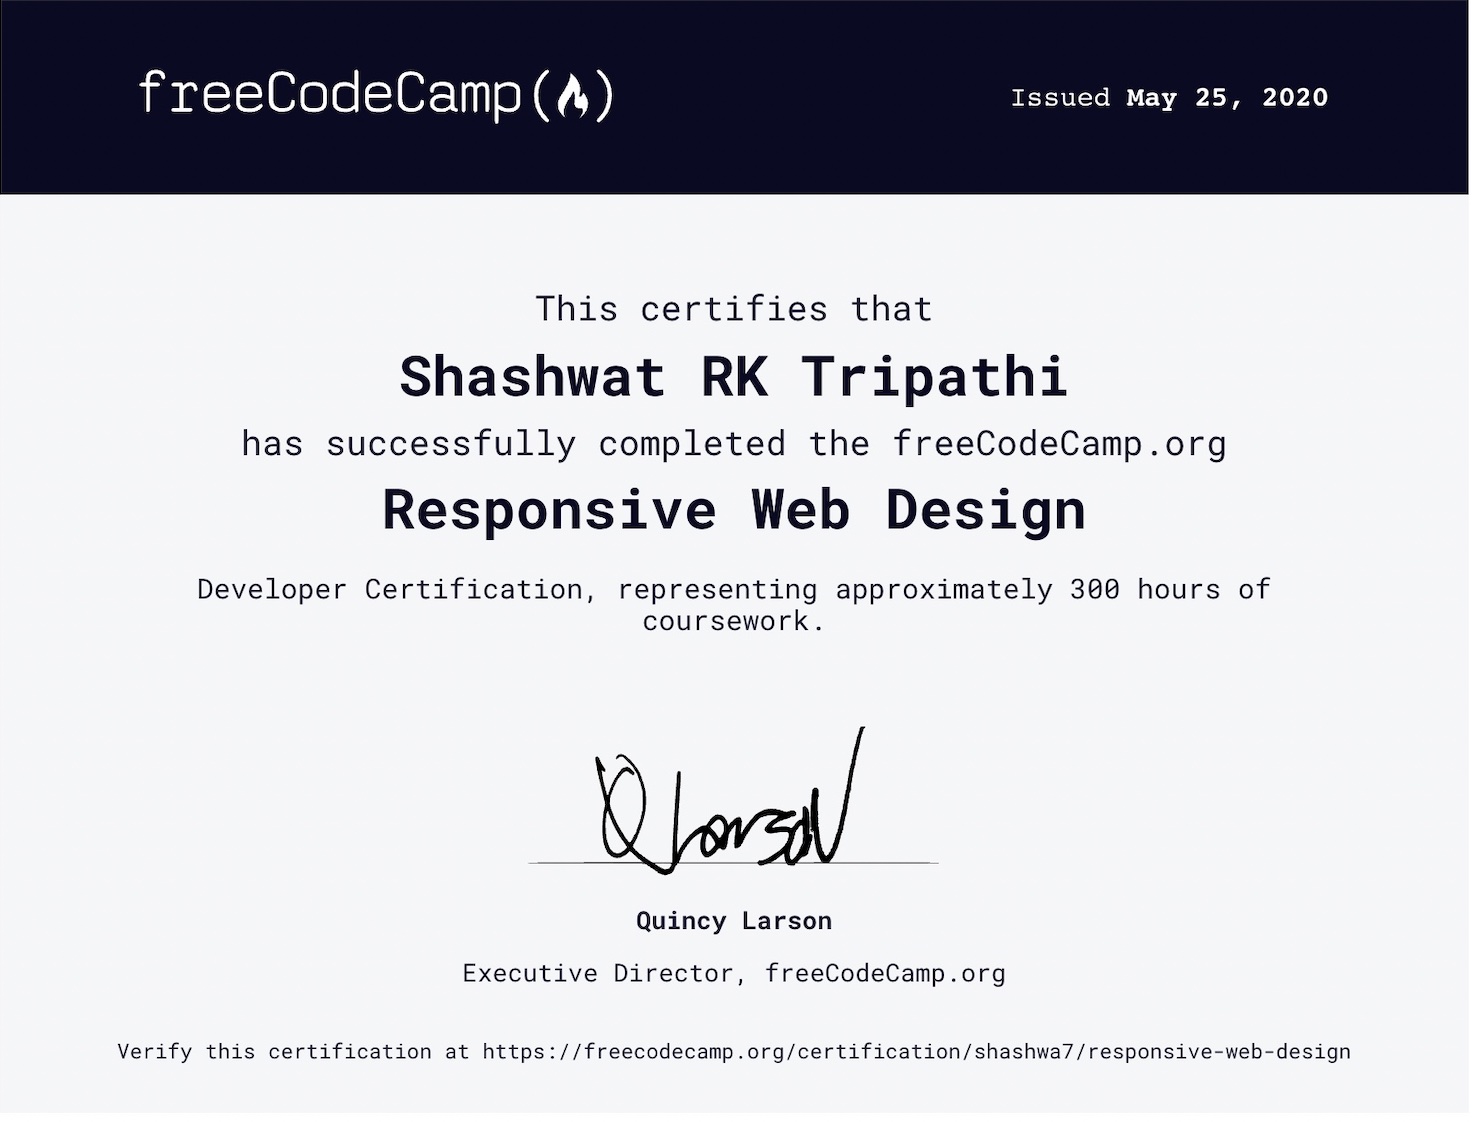 freeCodeCamp(🔥)
Issued May 25, 2020
This certifies that
Shashwat RK Tripathi
has successfully completed the freeCodeCamp.org
Responsive Web Design
Developer Certification, representing approximately 300 hours of
coursework.
Q Larson
Quincy Larson
Executive Director, freeCodeCamp.org
Verify this certification at https://freecodecamp.org/certification/shashwa7/responsive-web-design